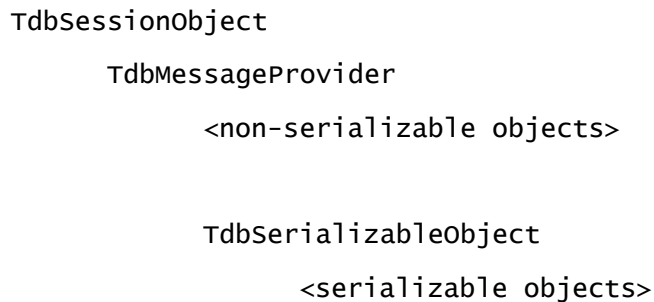 TdbSessionObject
TdbMessageProvider
<non-serializable objects>
TdbSerializableObject
<serializable objects>